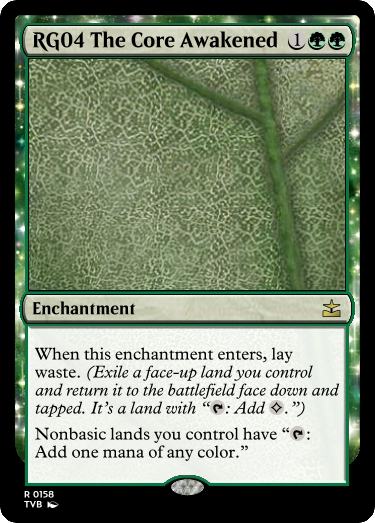 RG04 The Core Awakened 1
Enchantment
When this enchantment enters, lay
waste. (Exile a face-up land you control
and return it to the battlefield face down and
tapped. It's a land with “: Add .”)
Nonbasic lands you control have “:
Add one mana of any color.”
R 0158
TVB